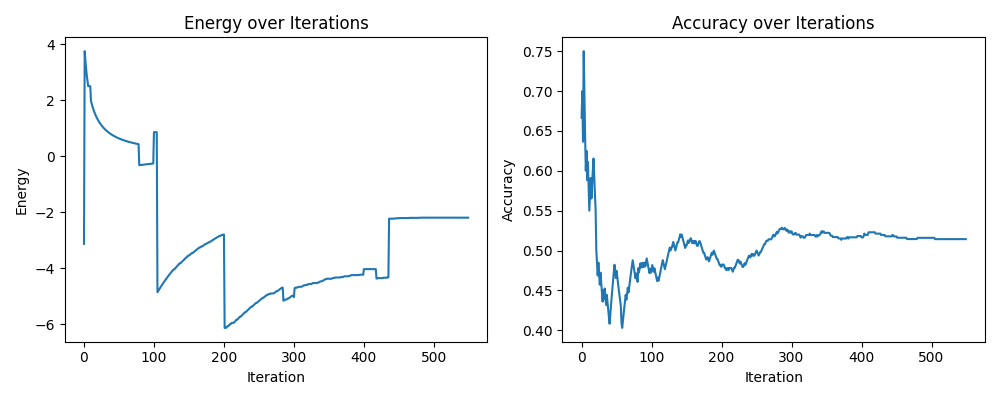 Energy over Iterations
4
2
0
−2
−4
−6
Energy
0 100 200 300 400 500
Iteration
Accuracy over Iterations
0.75
0.70
0.65
0.60
0.55
0.50
0.45
0.40
Accuracy
0 100 200 300 400 500
Iteration